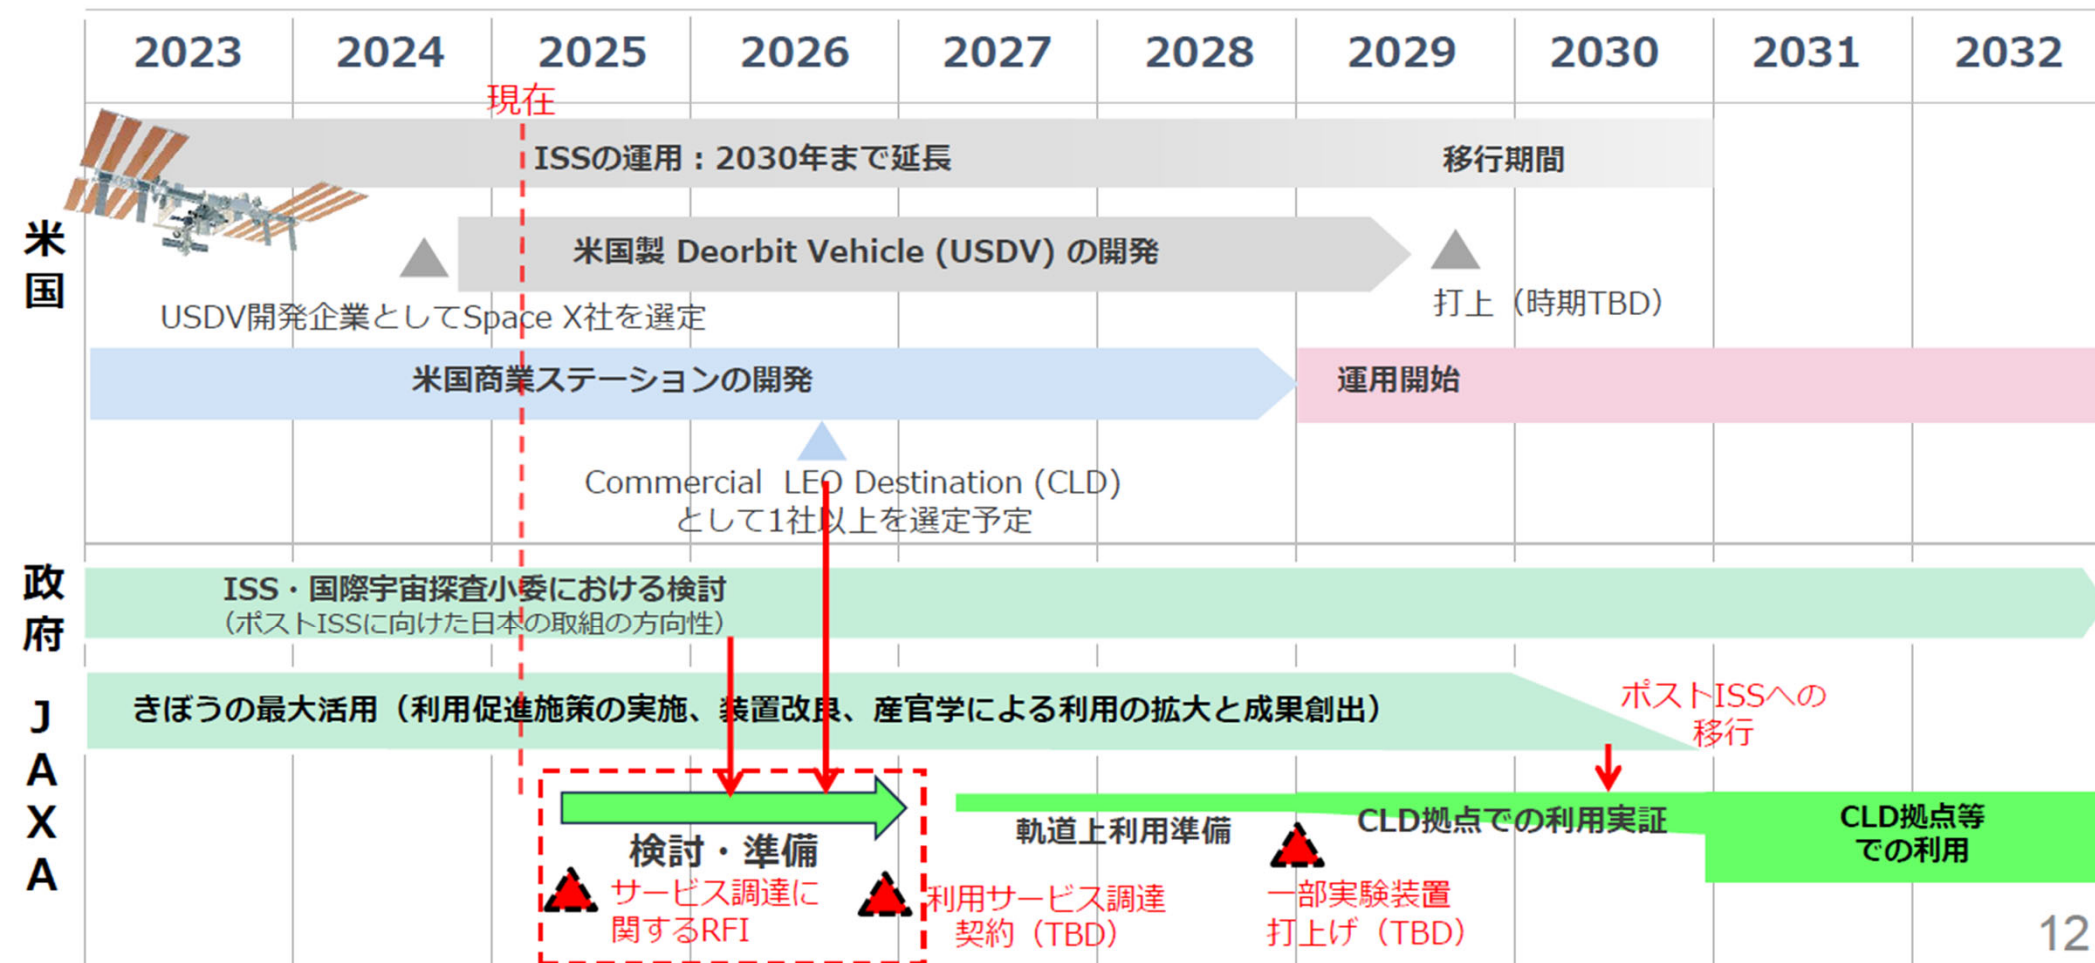 2023 2024 2025 2026 2027 2028 2029 2030 2031 2032
現在
ISSの運用：2030年まで延長
移行期間
米国
米国製 Deorbit Vehicle (USDV) の開発
USDV開発企業としてSpace X社を選定
打上（時期TBD）
米国商業ステーションの開発
運用開始
Commercial LEO Destination (CLD)
として1社以上を選定予定
政府
ISS・国際宇宙探査小委における検討
（ポストISSに向けた日本の取組の方向性）
JAXA
きぼうの最大活用（利用促進施策の実施、装置改良、産官学による利用の拡大と成果創出）
ポストISSへの
移行
検討・準備
軌道上利用準備
CLD拠点での利用実証
CLD拠点等
での利用
サービス調達に
関するRFI
利用サービス調達
契約（TBD）
一部実験装置
打上げ（TBD）
12